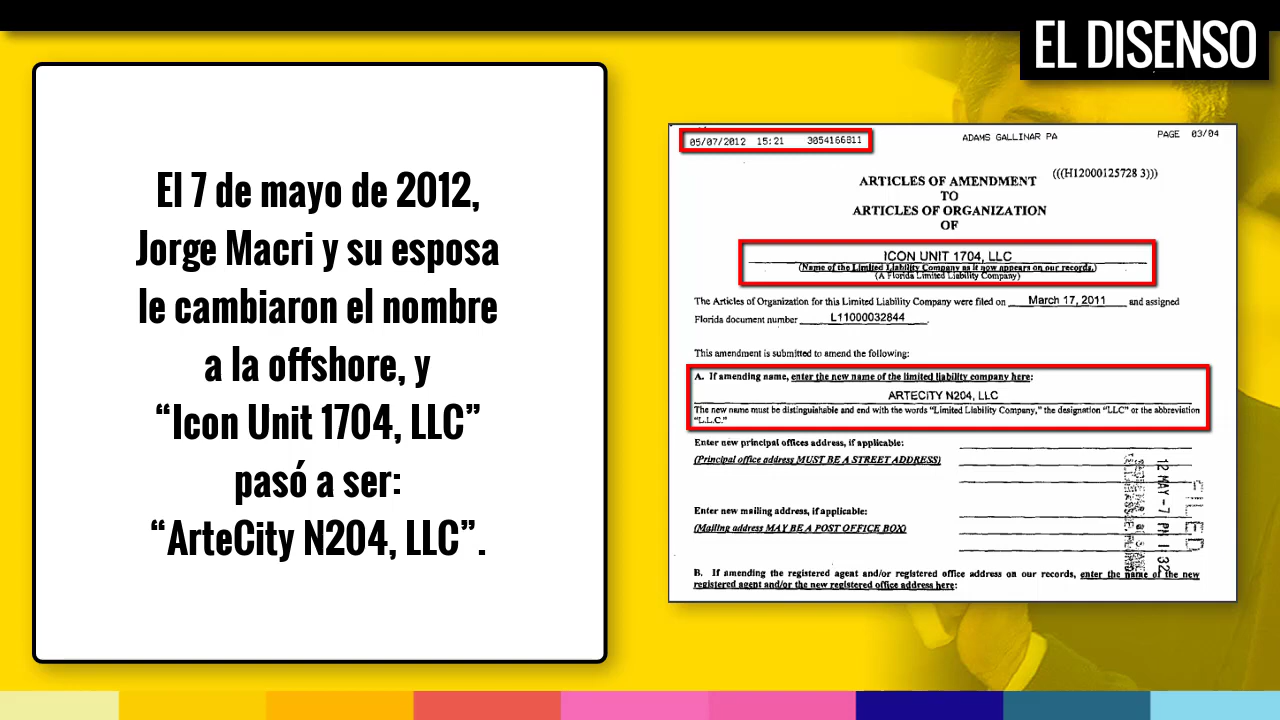 EL DISENSO
El 7 de mayo de 2012,
Jorge Macri y su esposa
le cambiaron el nombre
a la offshore, y
“Icon Unit 1704, LLC”
pasó a ser:
“ArteCity N204, LLC”.
05/07/2012 15:21 3054166811 ADAMS GALLINAR PA PAGE 03/04
(((H12000125728 3)))
ARTICLES OF AMENDMENT
TO
ARTICLES OF ORGANIZATION
OF
ICON UNIT 1704, LLC
(Name of the Limited Liability Company as it now appears on our records.)
(A Florida Limited Liability Company)
The Articles of Organization for this Limited Liability Company were filed on March 17, 2011 and assigned
Florida document number L11000032844.
This amendment is submitted to amend the following:
A. If amending name, enter the new name of the limited liability company here:
ARTECITY N204, LLC
The new name must be distinguishable and end with the words “Limited Liability Company,” the designation “LLC” or the abbreviation
“L.L.C.”
Enter new principal offices address, if applicable:
(Principal office address MUST BE A STREET ADDRESS)
Enter new mailing address, if applicable:
(Mailing address MAY BE A POST OFFICE BOX)
12 MAY -7 PM 1:32
FILED
B. If amending the registered agent and/or registered office address on our records, enter the name of the new
registered agent and/or the new registered office address here: